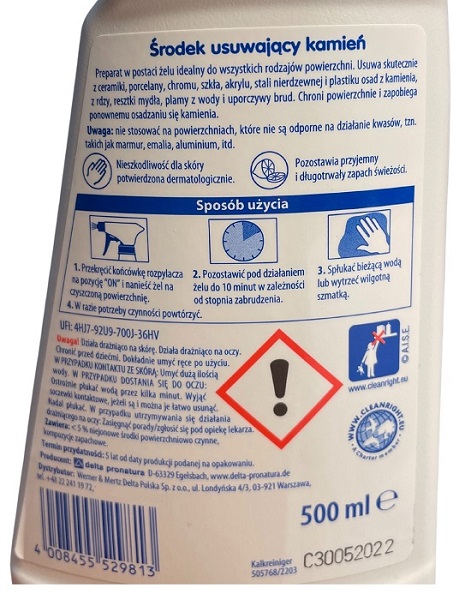 Środek usuwający kamień
Preparat w postaci żelu idealny do wszystkich rodzajów powierzchni. Usuwa skutecznie
z ceramiki, porcelany, chromu, szkła, akrylu, stali nierdzewnej i plastiku osad z kamienia,
z rdzy, resztki mydła, plamy z wody i uporczywy brud. Chroni powierzchnie i zapobiega
ponownemu osadzaniu się kamienia.
Uwaga: nie stosować na powierzchniach, które nie są odporne na działanie kwasów, tzn.
takich jak marmur, emalia, aluminium, itd.
Nieszkodliwość dla skóry
potwierdzona dermatologicznie.
Pozostawia przyjemny
i długotrwały zapach świeżości.
Sposób użycia
1. Przekręcić końcówkę rozpylacza
na pozycję "ON" i nanieść żel na
czyszczoną powierzchnię.
2. Pozostawić pod działaniem
żelu do 10 minut w zależności
od stopnia zabrudzenia.
3. Spłukać bieżącą wodą
lub wytrzeć wilgotną
szmatką.
4. W razie potrzeby czynności powtórzyć.
UFI: 4HJ7-92U9-700J-36HV
Uwaga! Działa drażniąco na skórę. Działa drażniąco na oczy.
Chronić przed dziećmi. Dokładnie umyć ręce po użyciu.
W PRZYPADKU KONTAKTU ZE SKÓRĄ: Umyć dużą ilością
wody. W PRZYPADKU DOSTANIA SIĘ DO OCZU:
Ostrożnie płukać wodą przez kilka minut. Wyjąć
soczewki kontaktowe, jeżeli są i można je łatwo usunąć.
Nadal płukać. W przypadku utrzymywania się działania
drażniącego na oczy: Zasięgnąć porady/zgłosić się pod opiekę lekarza.
Zawiera: < 5 % niejonowe środki powierzchniowo czynne,
kompozycje zapachowe.
Termin przydatności: 5 lat od daty produkcji podanej na opakowaniu.
Producent: delta pronatura D-63329 Egelsbach, www.delta-pronatura.de
Dystrybutor: Werner & Mertz Delta Polska Sp. z o.o., ul. Londyńska 4/3, 03-921 Warszawa,
Tel. +48 22 241 19 72,
© A.I.S.E.
www.cleanright.eu
WWW.CLEANRIGHT.EU
A Charter member
500 ml e
4 008455 529813
Kalkreiniger
505768/2203
C30052022